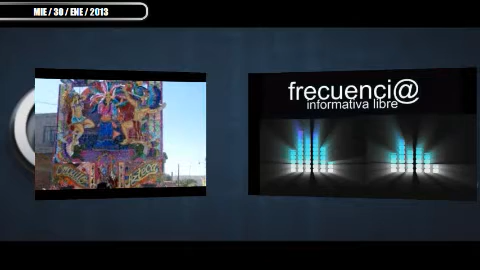 MIE / 30 / ENE / 2013
frecuenci@
informativa libre